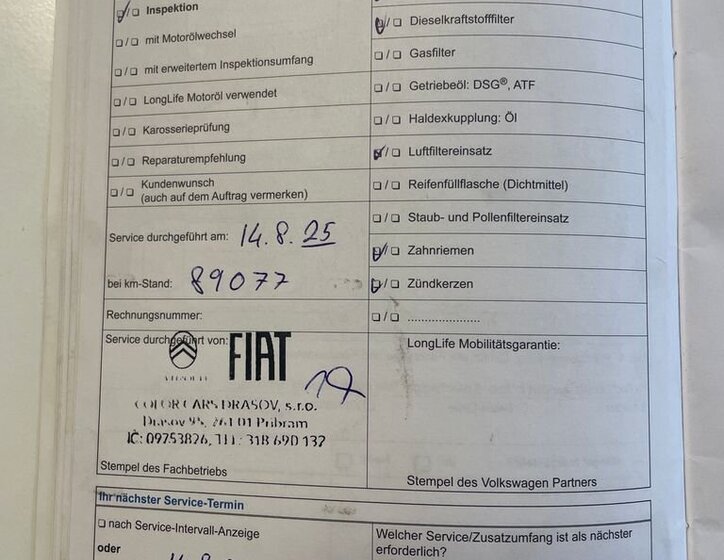 Inspektion
mit Motorölwechsel
mit erweitertem Inspektionsumfang
LongLife Motoröl verwendet
Karosserieprüfung
Reparaturempfehlung
Kundenwunsch
(auch auf dem Auftrag vermerken)
Service durchgeführt am: 14.8.25
bei km-Stand: 89077
Rechnungsnummer:
Service durchgeführt von:
FIAT
COLOR CARS DRASOV, s.r.o.
Drasov 95, 261 01 Pribram
IČ: 09753826, TEL: 318 690 137
Stempel des Fachbetriebs
Dieselkraftstofffilter
Gasfilter
Getriebeöl: DSG®, ATF
Haldexkupplung: Öl
Luftfiltereinsatz
Reifenfüllflasche (Dichtmittel)
Staub- und Pollenfiltereinsatz
Zahnriemen
Zündkerzen
....................
LongLife Mobilitätsgarantie:
Stempel des Volkswagen Partners
Ihr nächster Service-Termin
nach Service-Intervall-Anzeige
oder
Welcher Service/Zusatzumfang ist als nächster
erforderlich?